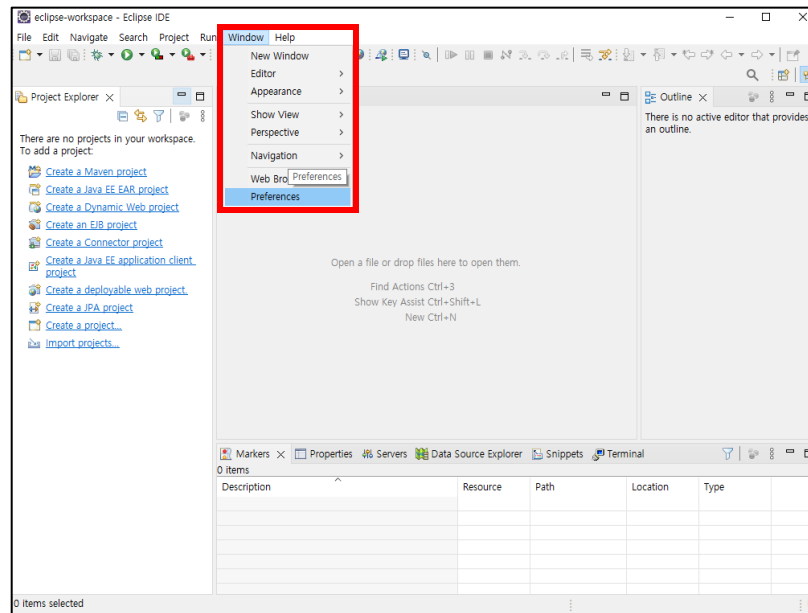 eclipse-workspace - Eclipse IDE
File Edit Navigate Search Project Run Window Help
New Window
Editor
Appearance
Show View
Perspective
Navigation
Web Bro
Preferences
Preferences
Project Explorer
There are no projects in your workspace.
To add a project:
Create a Maven project
Create a Java EE EAR project
Create a Dynamic Web project
Create an EJB project
Create a Connector project
Create a Java EE application client
project
Create a deployable web project.
Create a JPA project
Create a project...
Import projects...
Open a file or drop files here to open them.
Find Actions Ctrl+3
Show Key Assist Ctrl+Shift+L
New Ctrl+N
Outline
There is no active editor that provides
an outline.
Markers Properties Servers Data Source Explorer Snippets Terminal
0 items
Description Resource Path Location Type
0 items selected